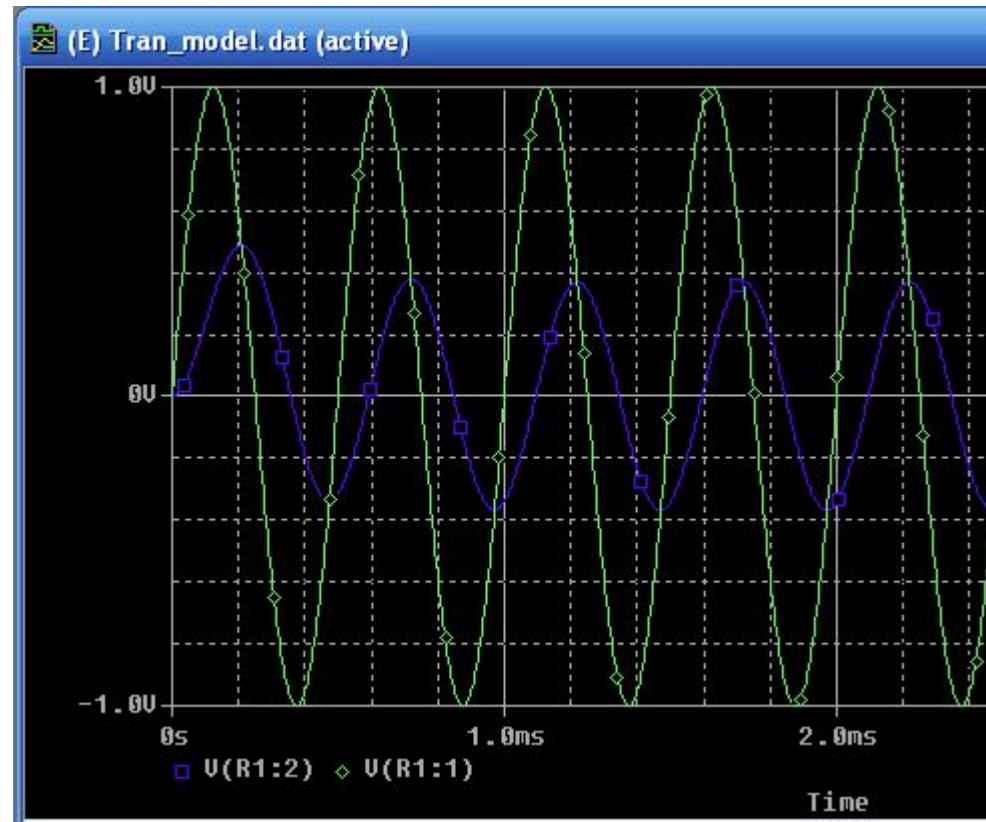 (E) Tran_model.dat (active)
1.0V
0V
-1.0V
0s 1.0ms 2.0ms
V(R1:2) V(R1:1)
Time